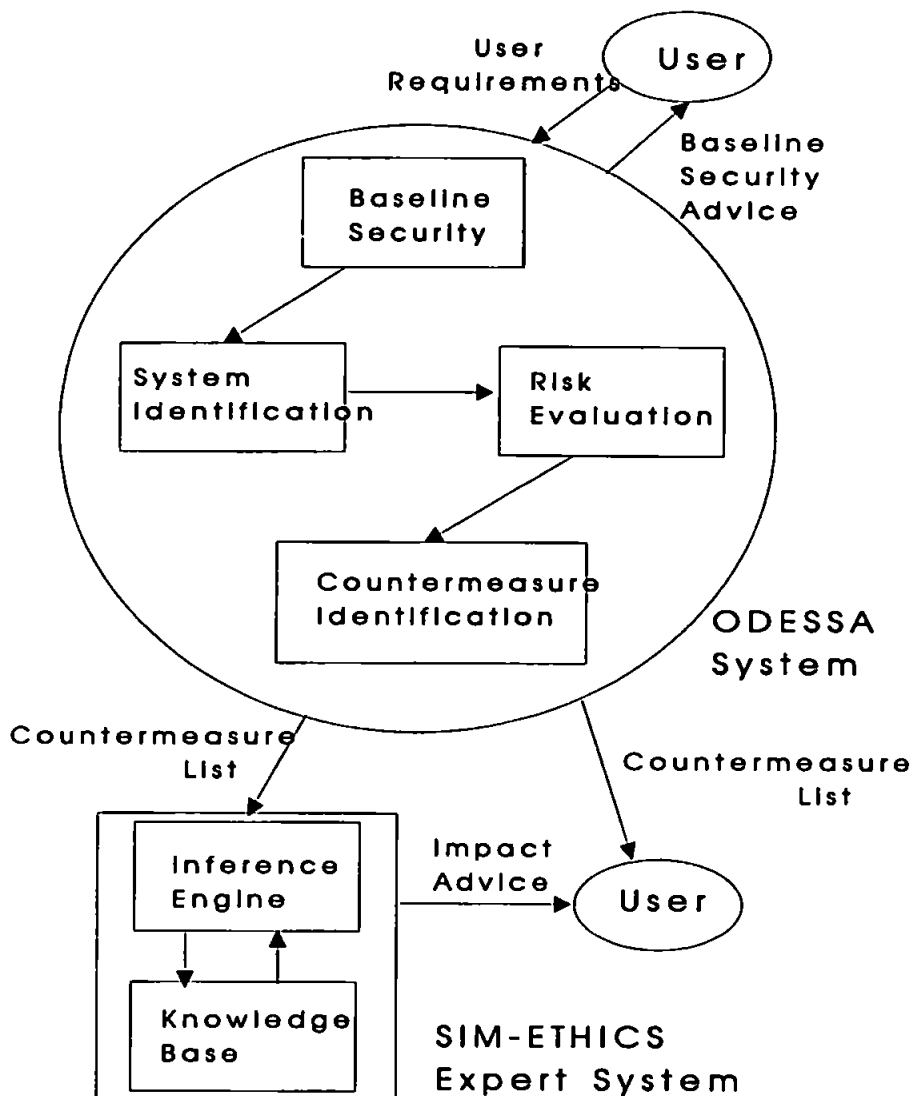 User
Requirements
User
Baseline
Security
Advice
Baseline
Security
System
Identification
Risk
Evaluation
Countermeasure
Identification
ODESSA
System
Countermeasure
List
Countermeasure
List
Inference
Engine
Impact
Advice
User
Knowledge
Base
SIM-ETHICS
Expert System